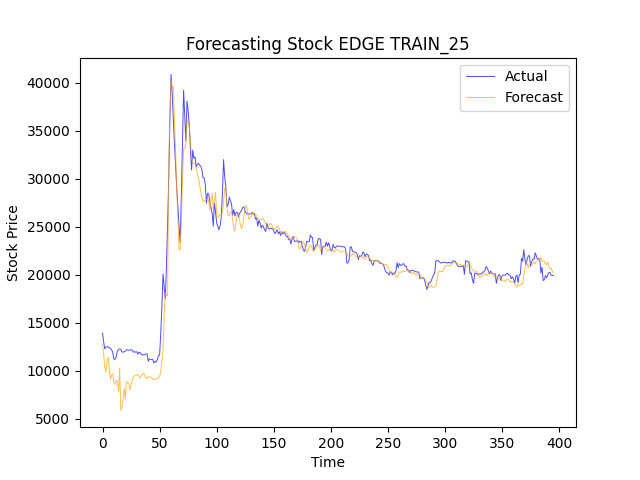 Forecasting Stock EDGE TRAIN_25
Actual
Forecast
40000
35000
30000
25000
20000
15000
10000
5000
Stock Price
0 50 100 150 200 250 300 350 400
Time